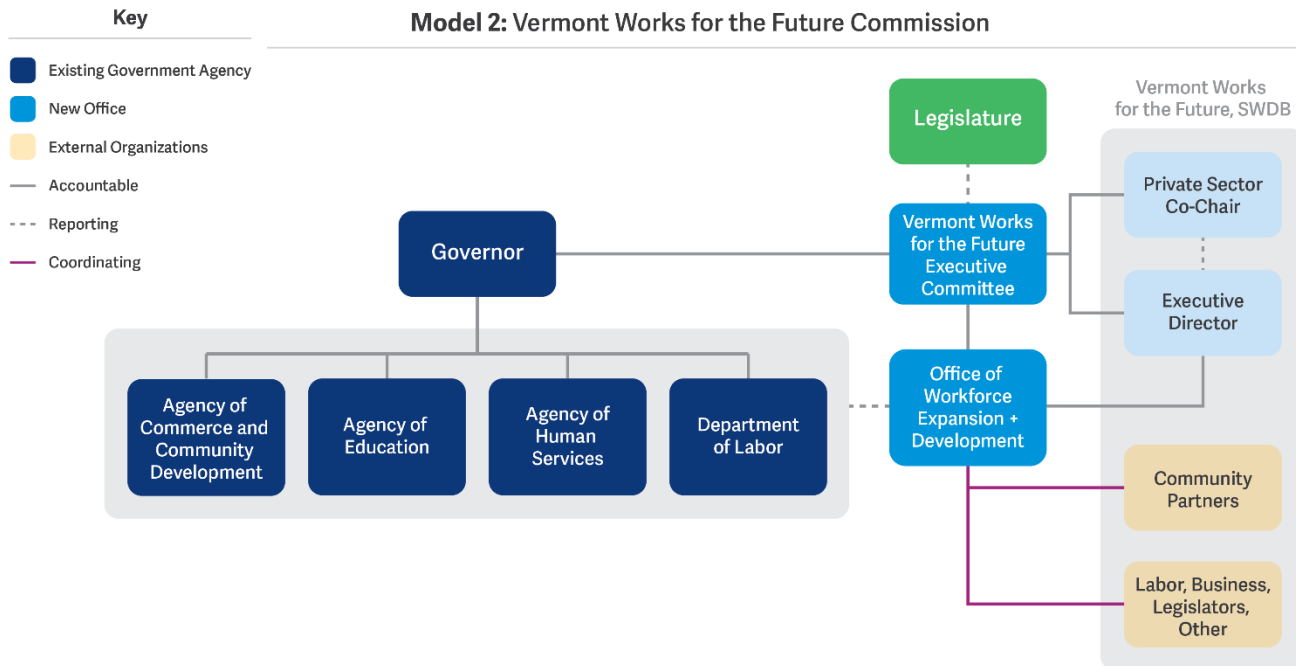 Key
Existing Government Agency
New Office
External Organizations
Accountable
Reporting
Coordinating
Model 2: Vermont Works for the Future Commission
Legislature
Vermont Works
for the Future, SWDB
Private Sector
Co-Chair
Governor
Vermont Works
for the Future
Executive
Committee
Executive
Director
Agency of
Commerce and
Community
Development
Agency of
Education
Agency of
Human
Services
Department
of Labor
Office of
Workforce
Expansion +
Development
Community
Partners
Labor, Business,
Legislators,
Other